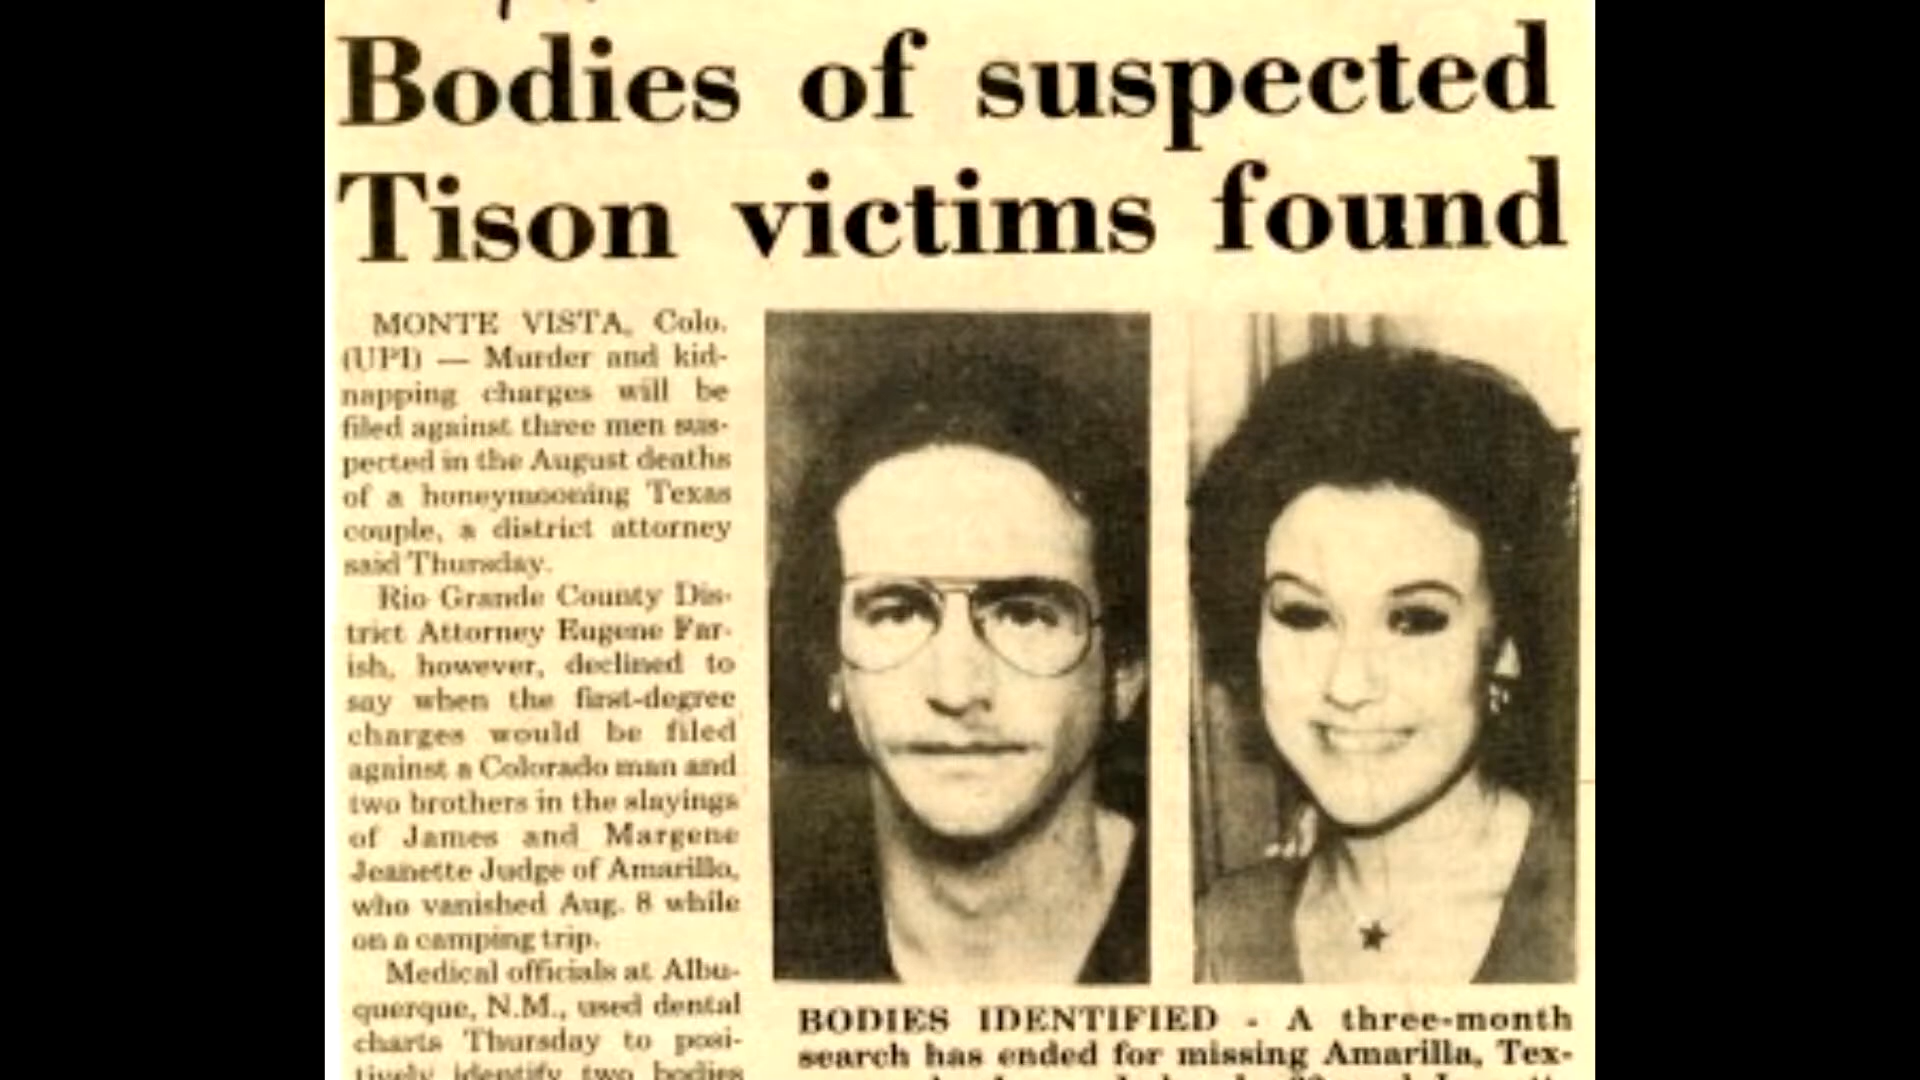 Bodies of suspected
Tison victims found
MONTE VISTA, Colo.
(UPI) — Murder and kid-
napping charges will be
filed against three men sus-
pected in the August deaths
of a honeymooning Texas
couple, a district attorney
said Thursday.
Rio Grande County Dis-
trict Attorney Eugene Far-
ish, however, declined to
say when the first-degree
charges would be filed
against a Colorado man and
two brothers in the slayings
of James and Margene
Jeanette Judge of Amarillo,
who vanished Aug. 8 while
on a camping trip.
Medical officials at Albu-
querque, N.M., used dental
charts Thursday to posi-
tively identify two bodies
BODIES IDENTIFIED - A three-month
search has ended for missing Amarilla, Tex-